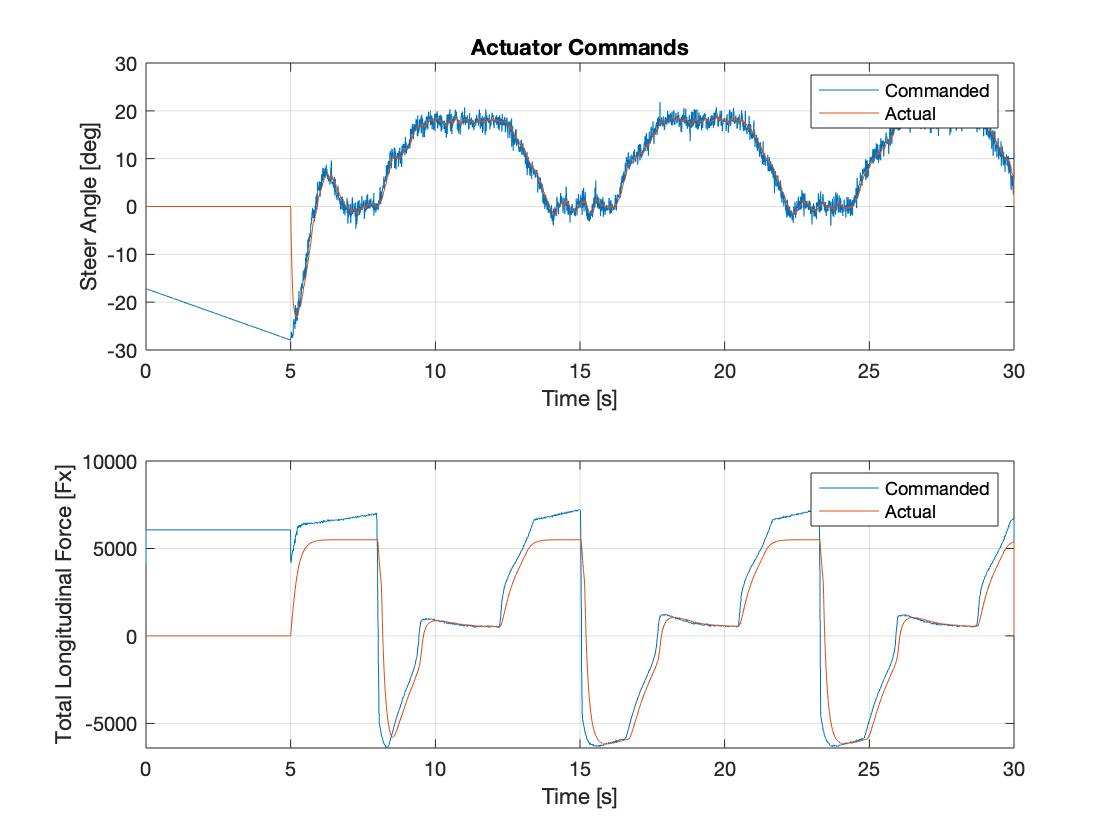 Actuator Commands
30
20
10
0
-10
-20
-30
Steer Angle [deg]
Commanded
Actual
0 5 10 15 20 25 30
Time [s]
10000
5000
0
-5000
Total Longitudinal Force [Fx]
Commanded
Actual
0 5 10 15 20 25 30
Time [s]